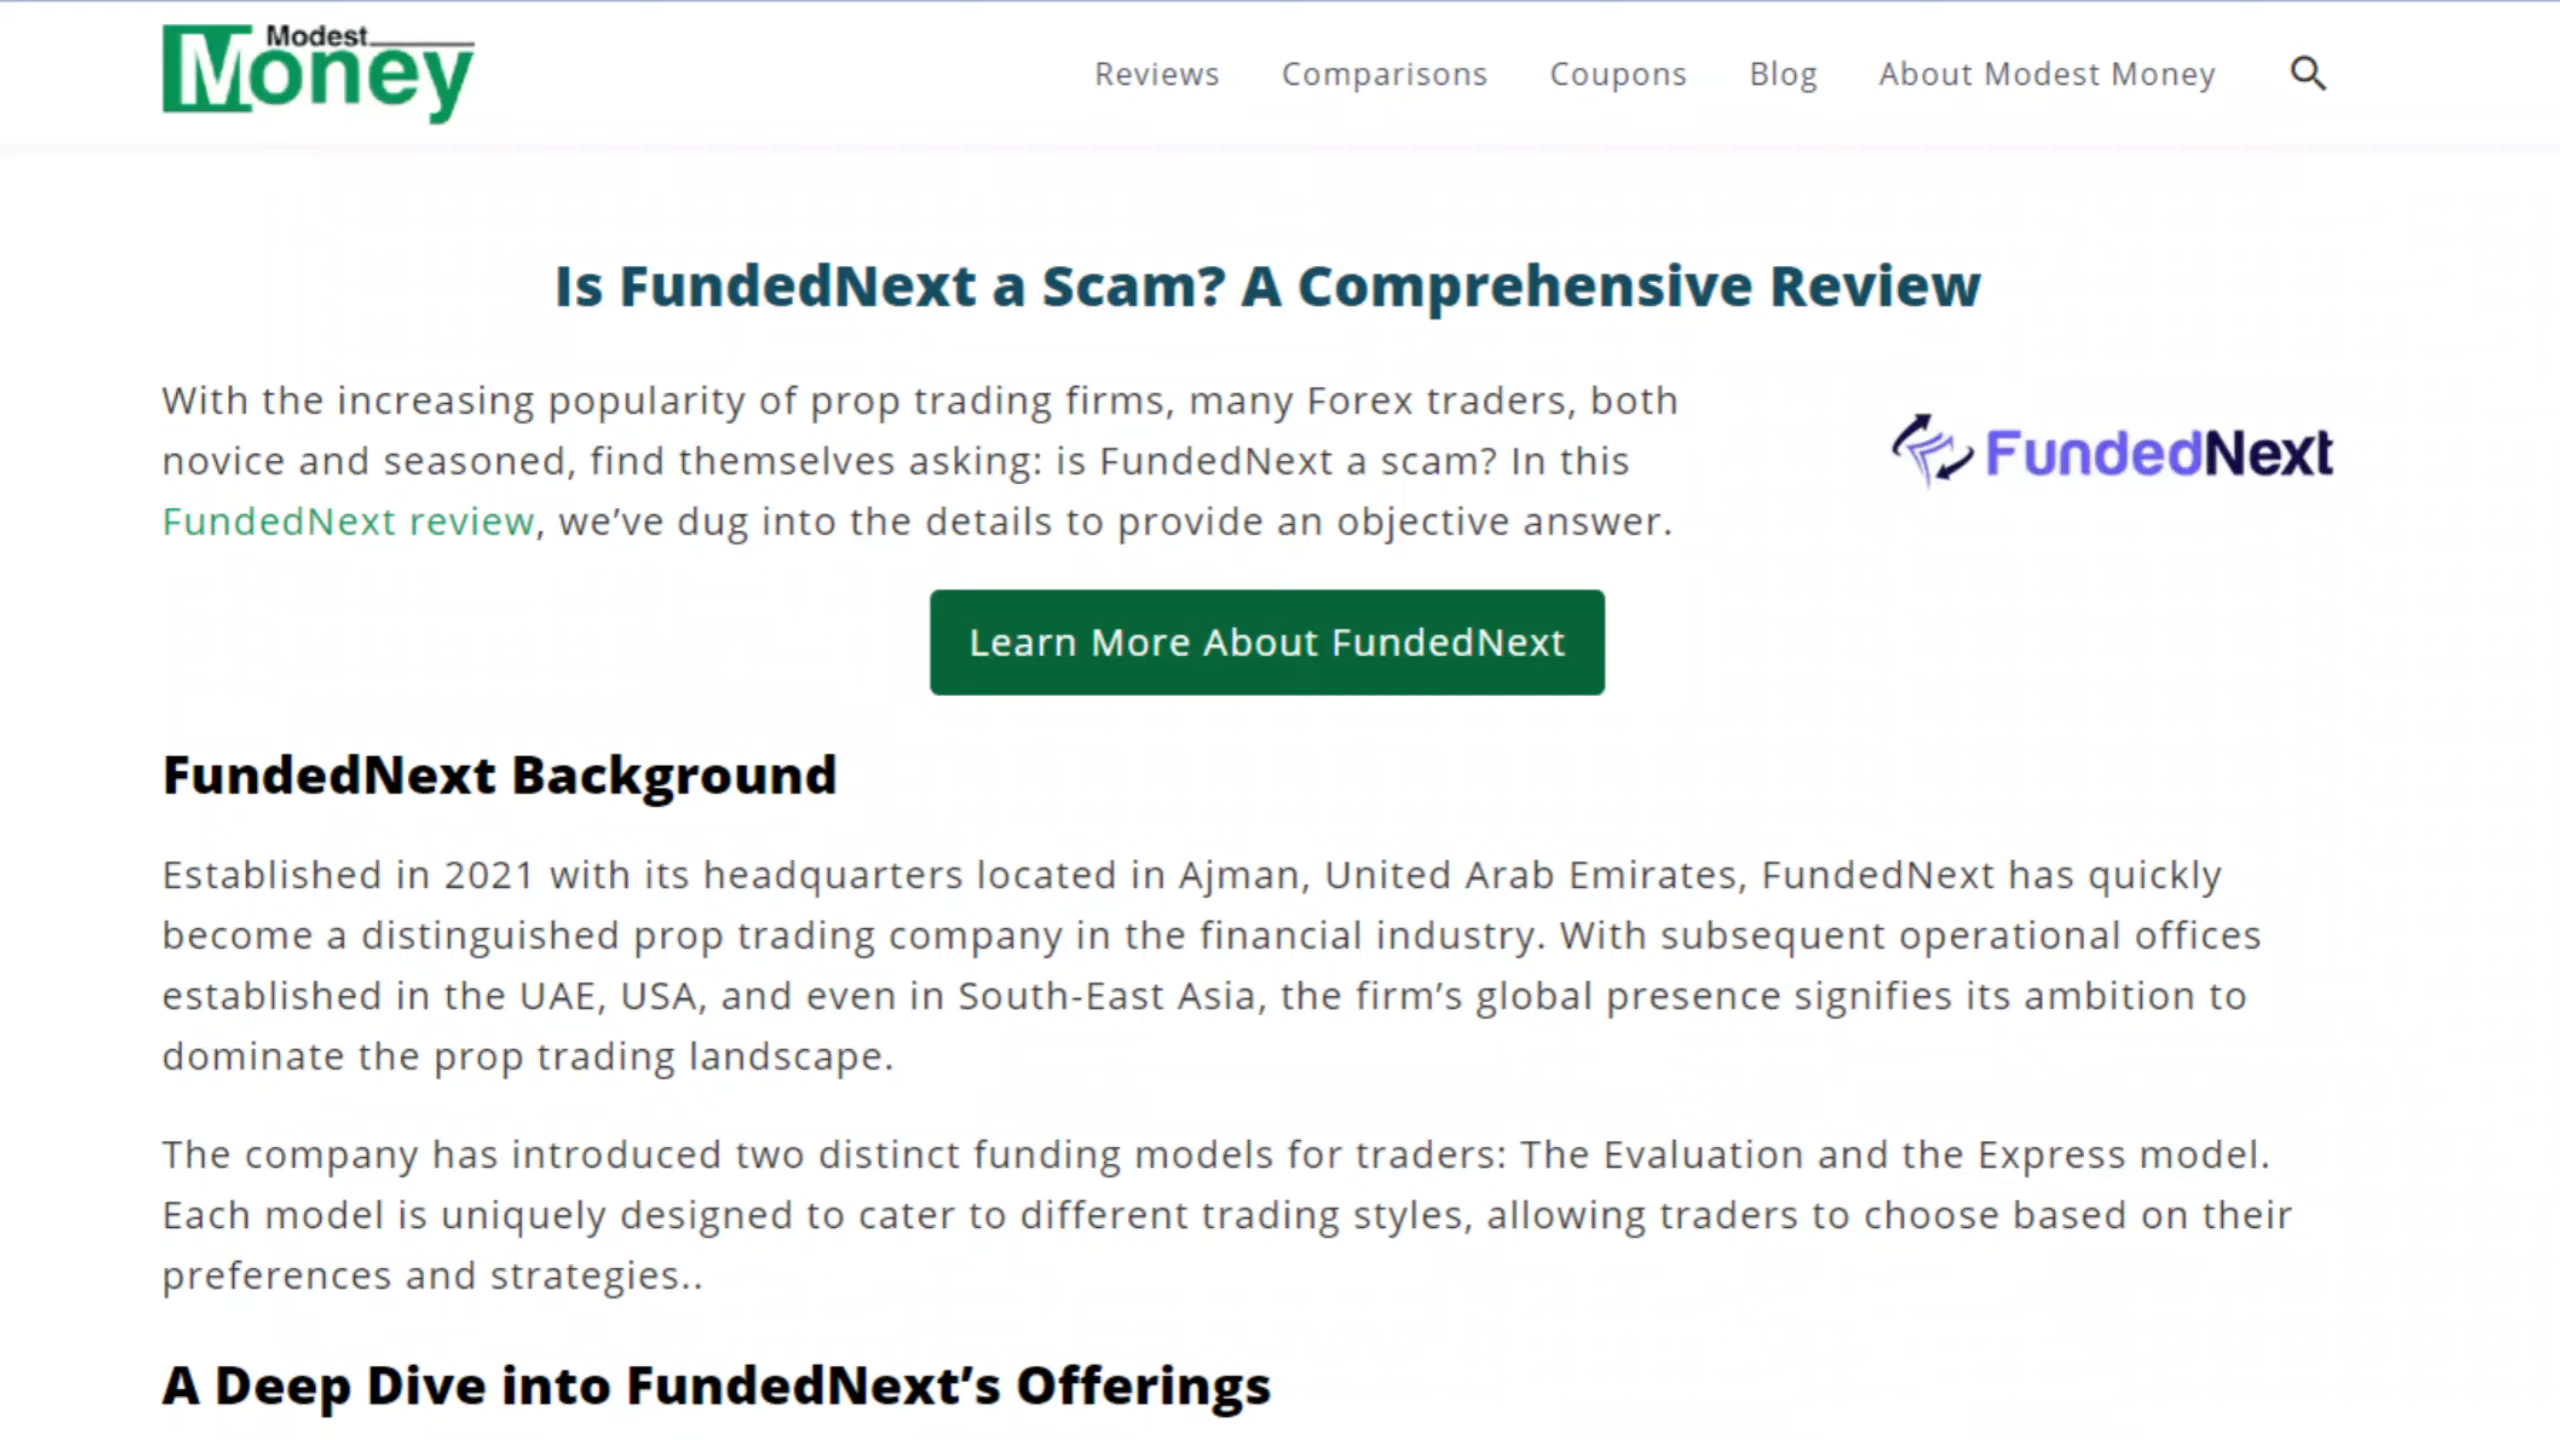 Modest
Money
Reviews Comparisons Coupons Blog About Modest Money
Is FundedNext a Scam? A Comprehensive Review
With the increasing popularity of prop trading firms, many Forex traders, both
novice and seasoned, find themselves asking: is FundedNext a scam? In this
FundedNext review, we’ve dug into the details to provide an objective answer.
FundedNext
Learn More About FundedNext
FundedNext Background
Established in 2021 with its headquarters located in Ajman, United Arab Emirates, FundedNext has quickly
become a distinguished prop trading company in the financial industry. With subsequent operational offices
established in the UAE, USA, and even in South-East Asia, the firm’s global presence signifies its ambition to
dominate the prop trading landscape.
The company has introduced two distinct funding models for traders: The Evaluation and the Express model.
Each model is uniquely designed to cater to different trading styles, allowing traders to choose based on their
preferences and strategies..
A Deep Dive into FundedNext’s Offerings